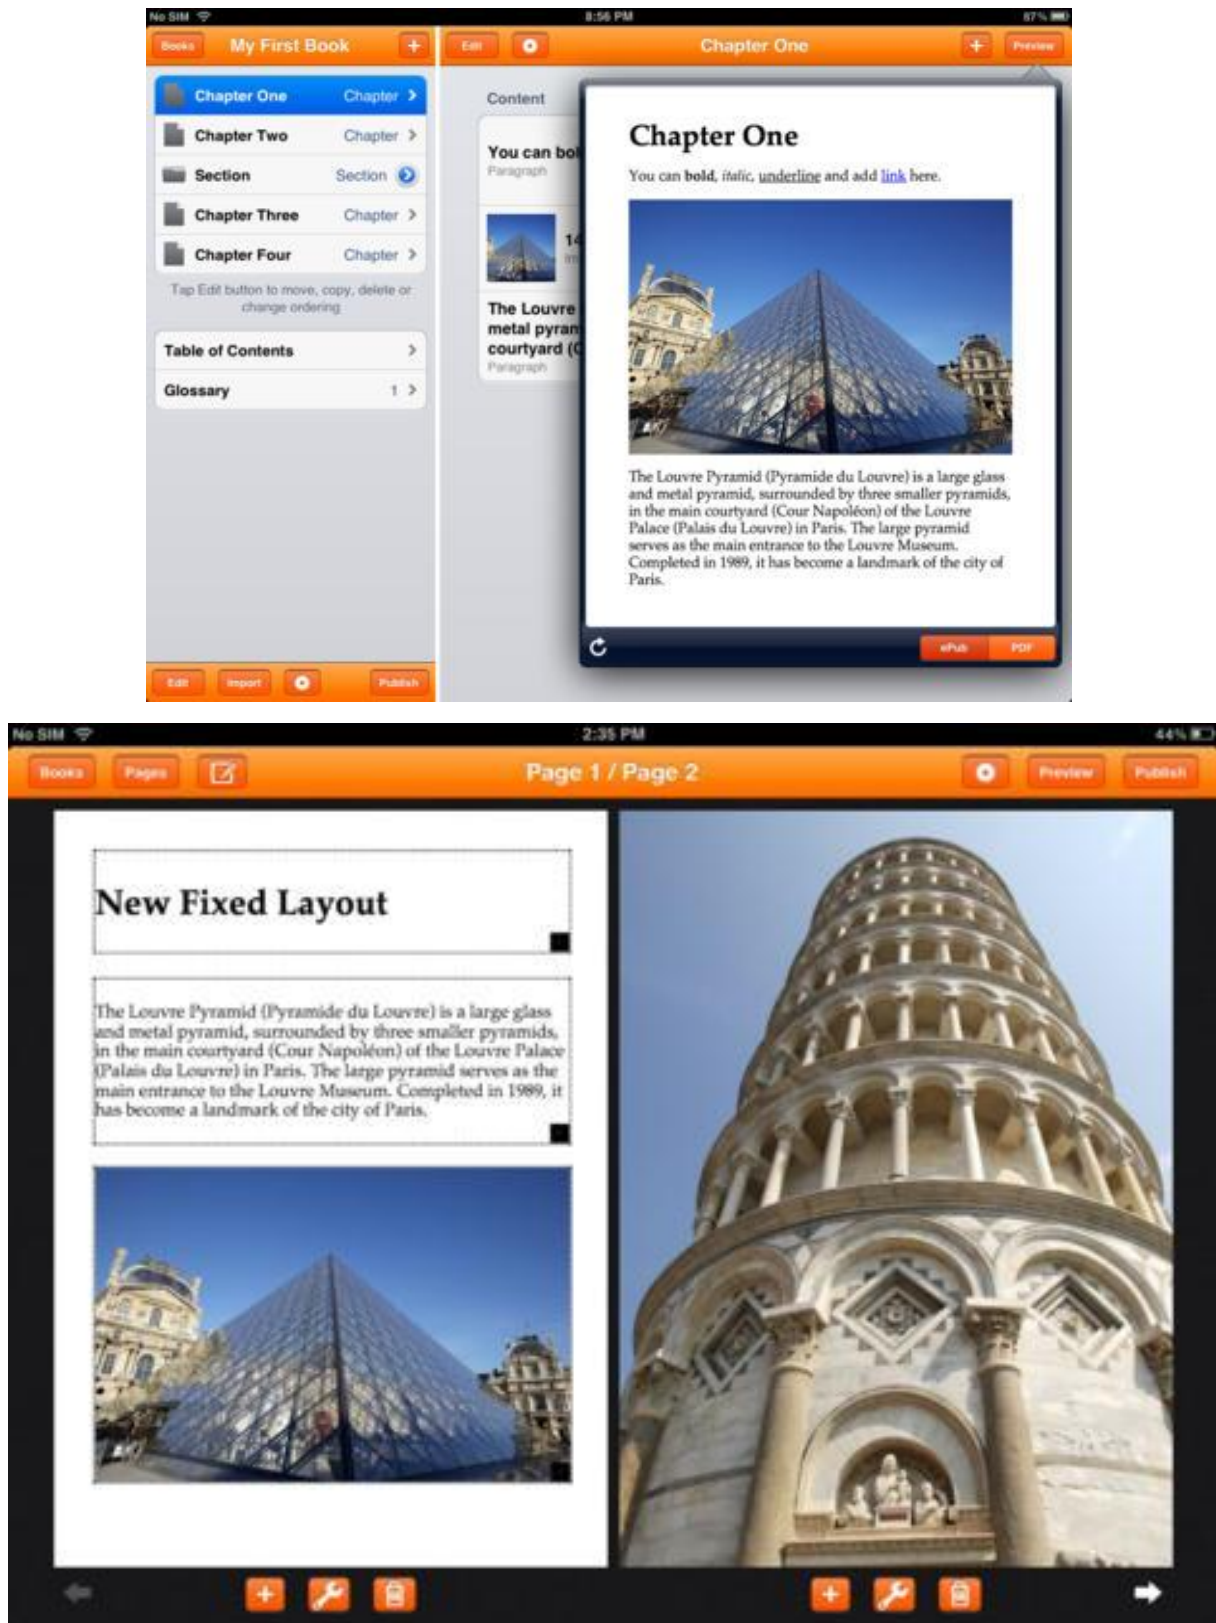 No SIM
8:56 PM
87%
Books
My First Book
+
Edit
Chapter One
+
Preview
Chapter One
Chapter
Chapter Two
Chapter
Section
Section
Chapter Three
Chapter
Chapter Four
Chapter
Tap Edit button to move, copy, delete or
change ordering
Table of Contents
Glossary
1
Content
You can bol
Paragraph
14
Im
The Louvre
metal pyram
courtyard (C
Paragraph
Chapter One
You can bold, italic, underline and add link here.
The Louvre Pyramid (Pyramide du Louvre) is a large glass
and metal pyramid, surrounded by three smaller pyramids,
in the main courtyard (Cour Napoléon) of the Louvre
Palace (Palais du Louvre) in Paris. The large pyramid
serves as the main entrance to the Louvre Museum.
Completed in 1989, it has become a landmark of the city of
Paris.
ePub
PDF
Edit
Import
Publish
No SIM
2:35 PM
44%
Books
Pages
Page 1 / Page 2
Preview
Publish
New Fixed Layout
The Louvre Pyramid (Pyramide du Louvre) is a large glass
and metal pyramid, surrounded by three smaller pyramids,
in the main courtyard (Cour Napoléon) of the Louvre Palace
(Palais du Louvre) in Paris. The large pyramid serves as the
main entrance to the Louvre Museum. Completed in 1989, it
has become a landmark of the city of Paris.